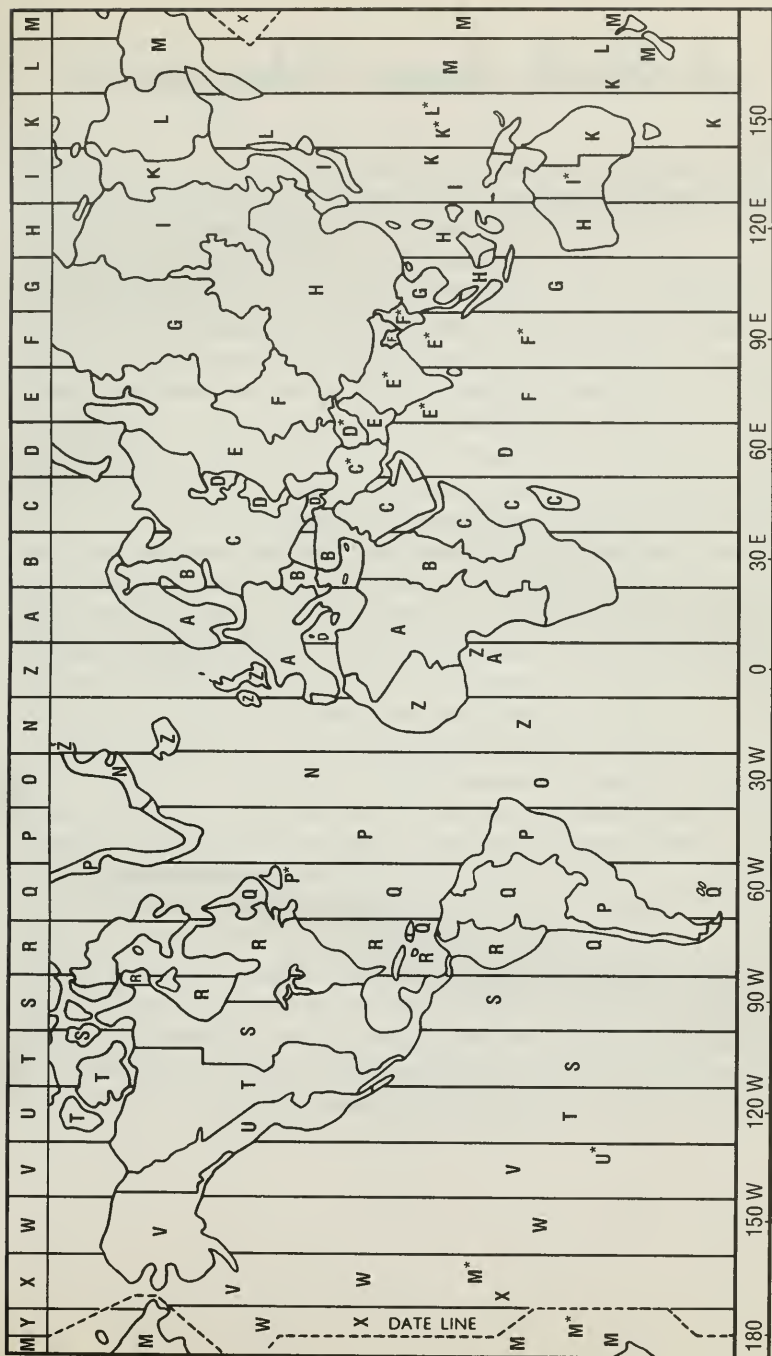 M Y X W V U T S R Q P O N Z A B C D E F G H I K L M
T S P Z
T N
M V R Z I K L M
R A B C G
V D E X
W U T S R Q Z Z D L
P* A B F
N D B D H I
X DATE LINE W P C* D* E
R C E* F F*
R Q Q Z A B E* E* G H I K K* L* M M
M* Z C H
X S R Q A C D
M W V P O N C F F* G
M* T S H I* K
M U* Q P K L M M
Q K
180 150 W 120 W 90 W 60 W 30 W 0 30 E 60 E 90 E 120 E 150